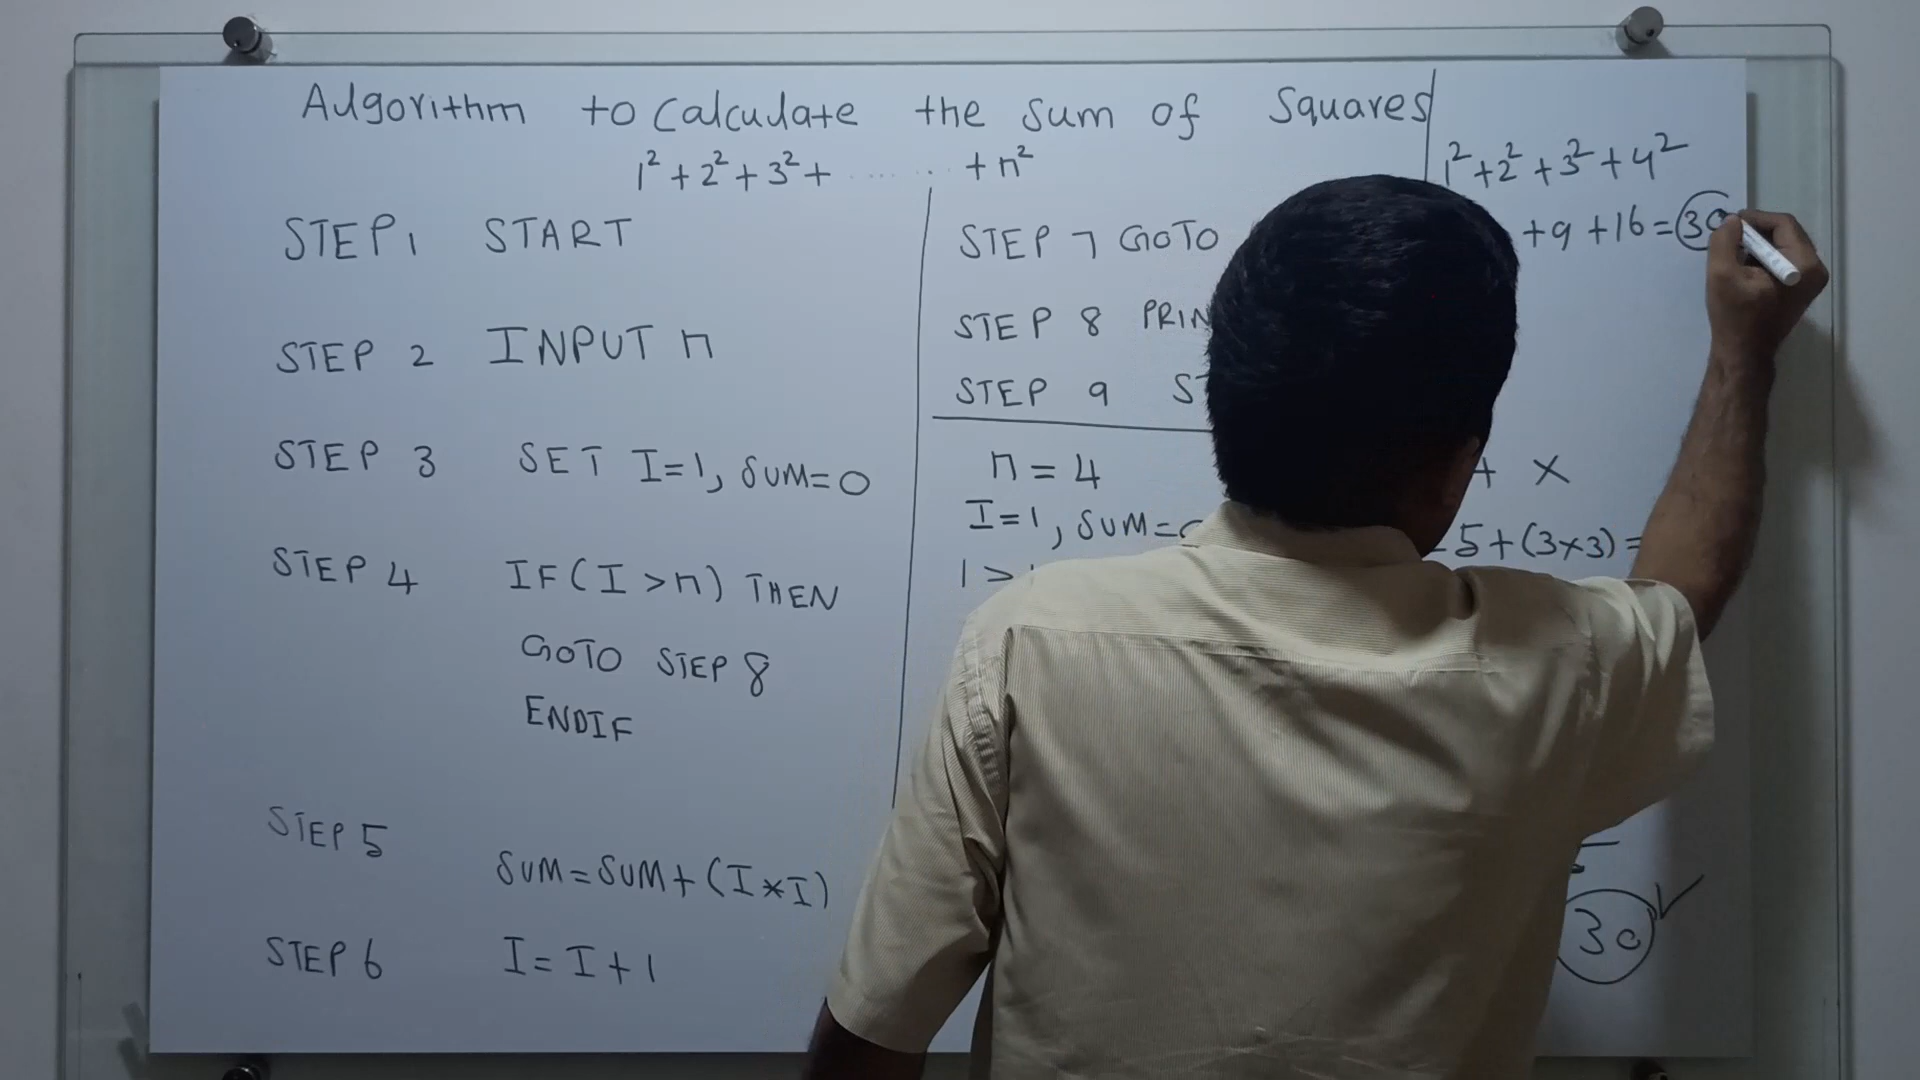 Algorithm to Calculate the Sum of Squares
1²+2²+3²+ ....... +n²
STEP 1 START
STEP 2 INPUT n
STEP 3 SET I=1, SUM=0
STEP 4 IF(I>n) THEN
GOTO STEP 8
ENDIF
STEP 5 SUM=SUM+(I*I)
STEP 6 I=I+1
STEP 7 GOTO
STEP 8
STEP 9
n=4
I=1, SUM=
1>
1²+2²+3²+4²
+9+16=30
X
5+(3×3)=
30